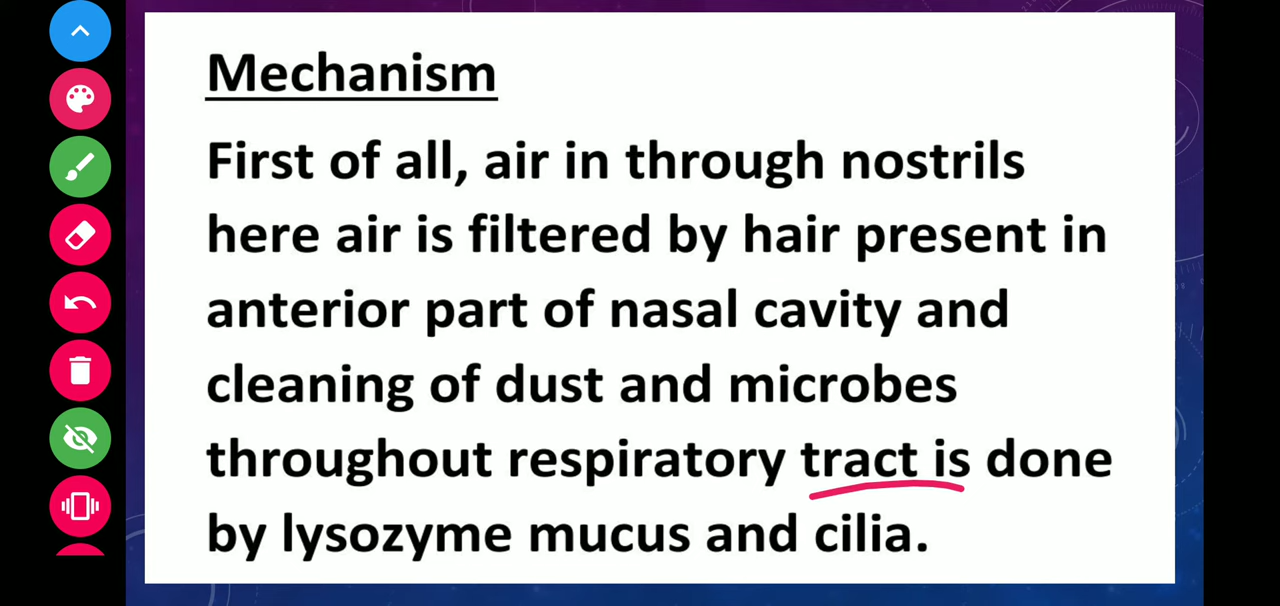 Mechanism
First of all, air in through nostrils
here air is filtered by hair present in
anterior part of nasal cavity and
cleaning of dust and microbes
throughout respiratory tract is done
by lysozyme mucus and cilia.